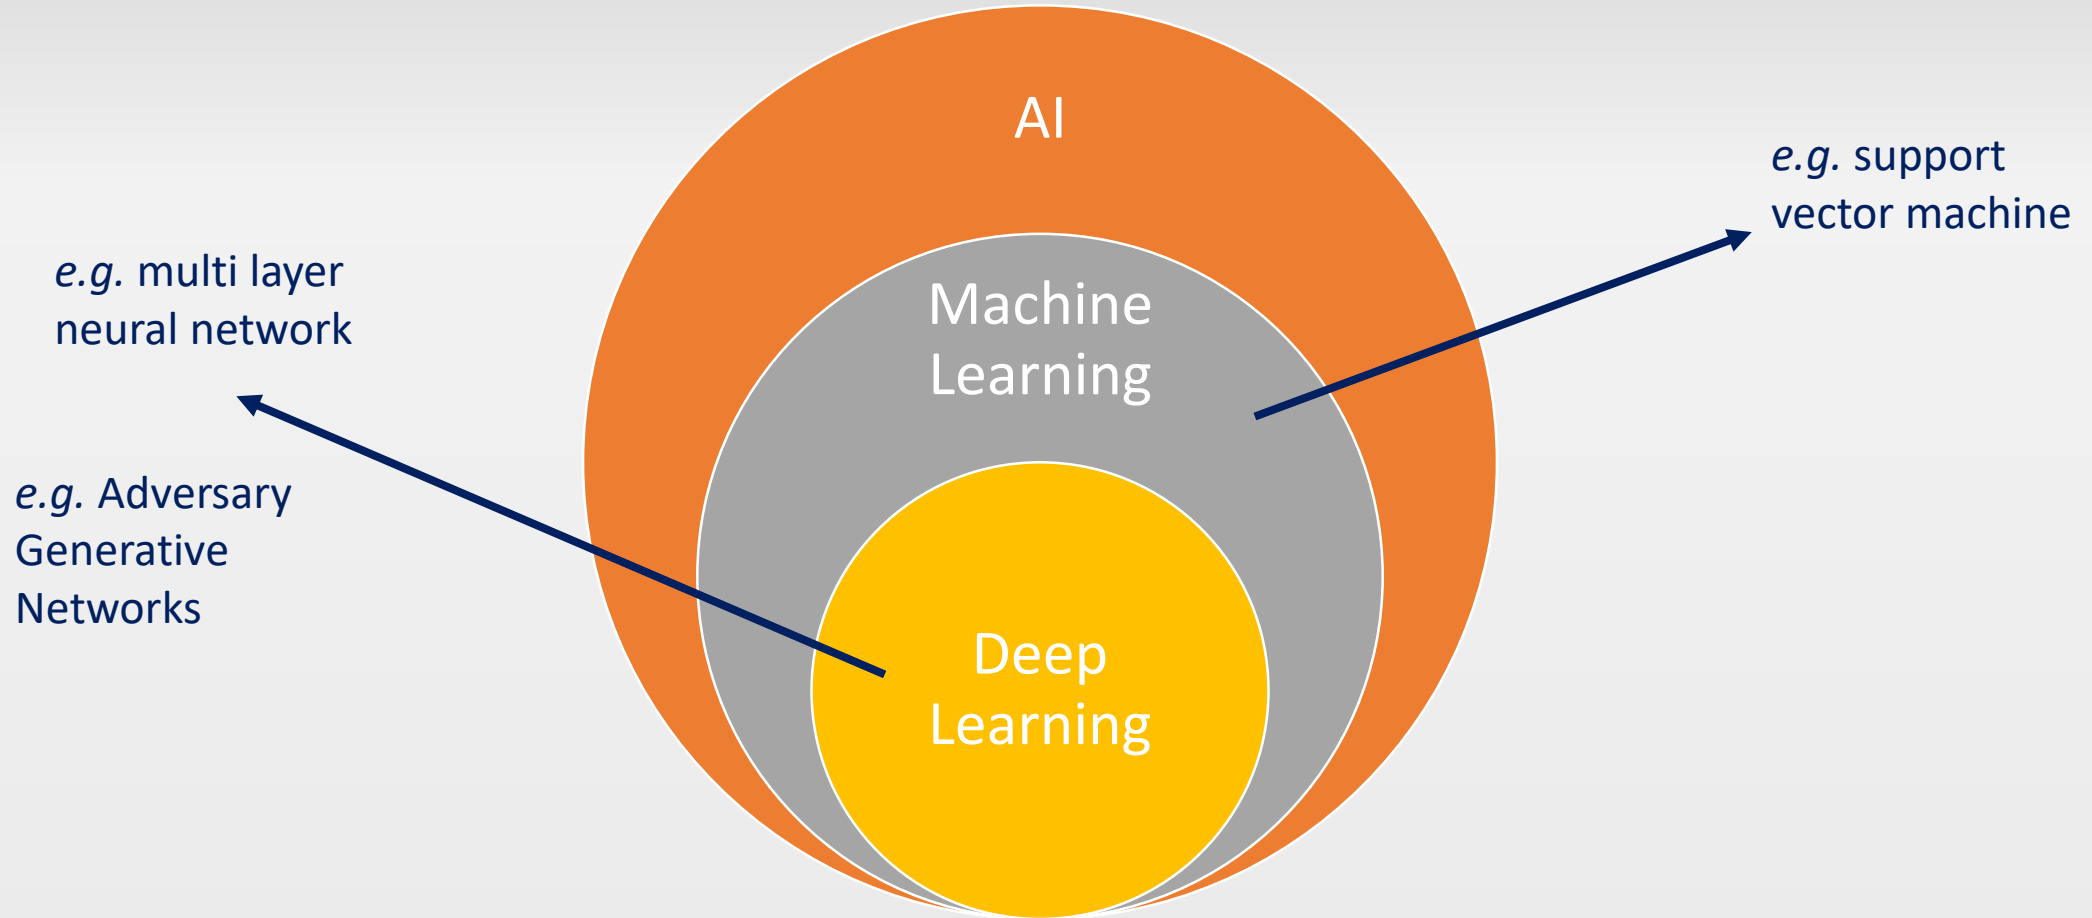 AI
e.g. support
vector machine
e.g. multi layer
neural network
Machine
Learning
e.g. Adversary
Generative
Networks
Deep
Learning